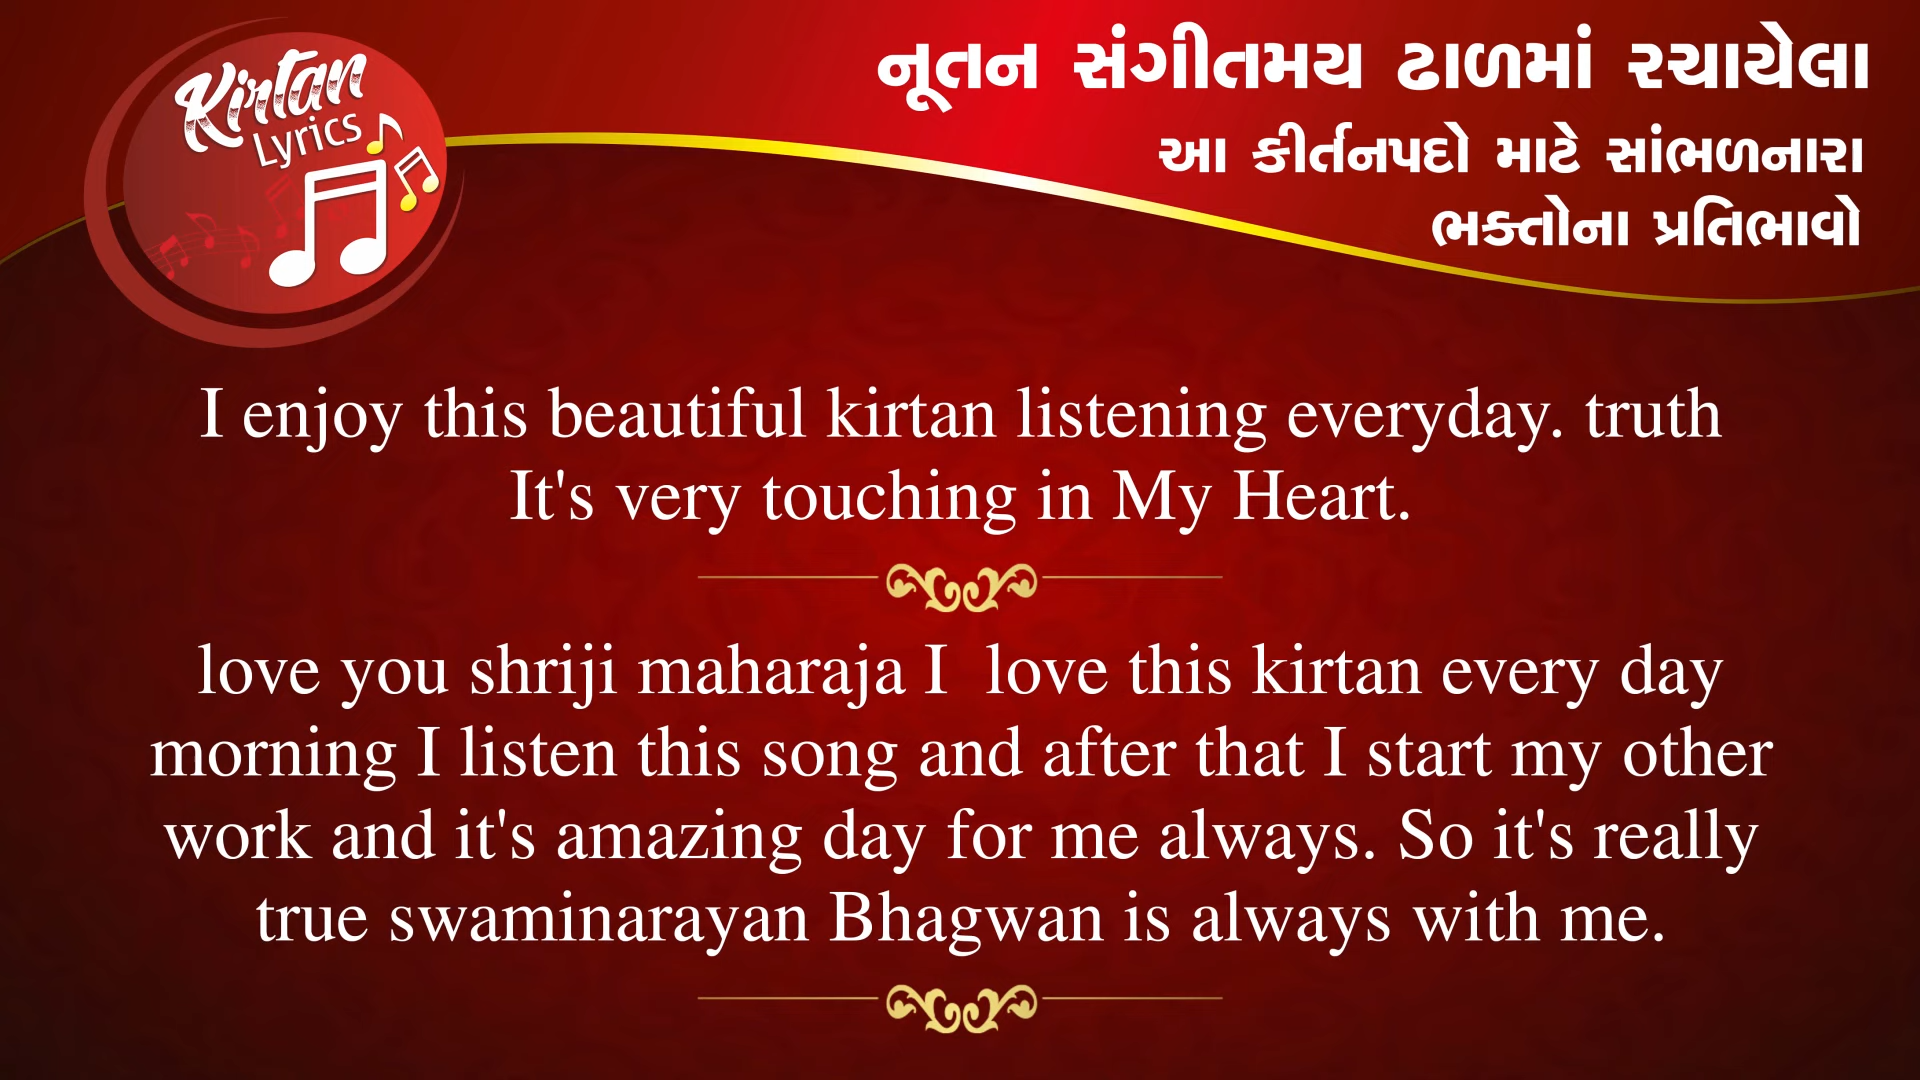 Kirtan
Lyrics
નૂતન સંગીતમય ઢાળમાં રચાયેલા
આ કીર્તનપદો માટે સાંભળનારા
ભક્તોના પ્રતિભાવો
I enjoy this beautiful kirtan listening everyday. truth
It's very touching in My Heart.
love you shriji maharaja I  love this kirtan every day
morning I listen this song and after that I start my other
work and it's amazing day for me always. So it's really
true swaminarayan Bhagwan is always with me.